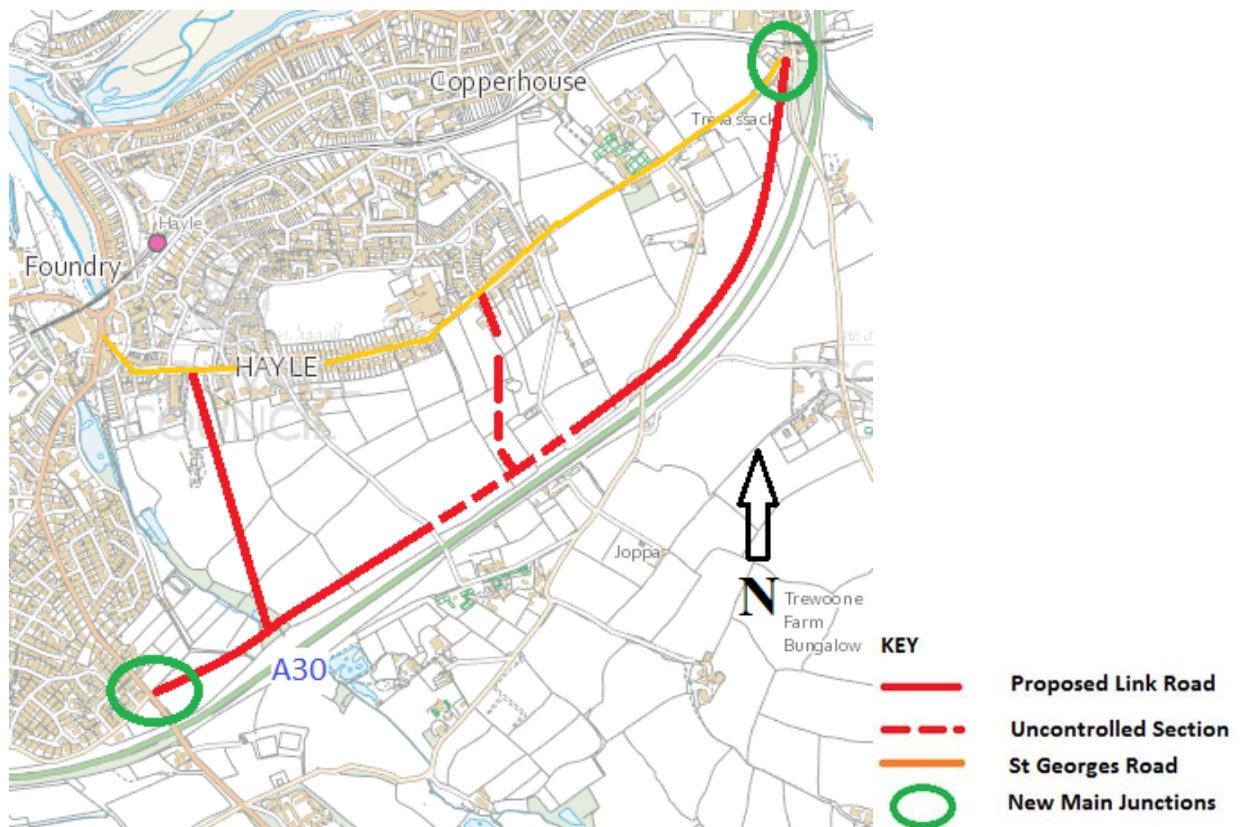 Copperhouse
Hayle
Foundry
HAYLE
COUNCIL
Joppa
A30
N
Trewoone
Farm
Bungalow
KEY
Proposed Link Road
Uncontrolled Section
St Georges Road
New Main Junctions